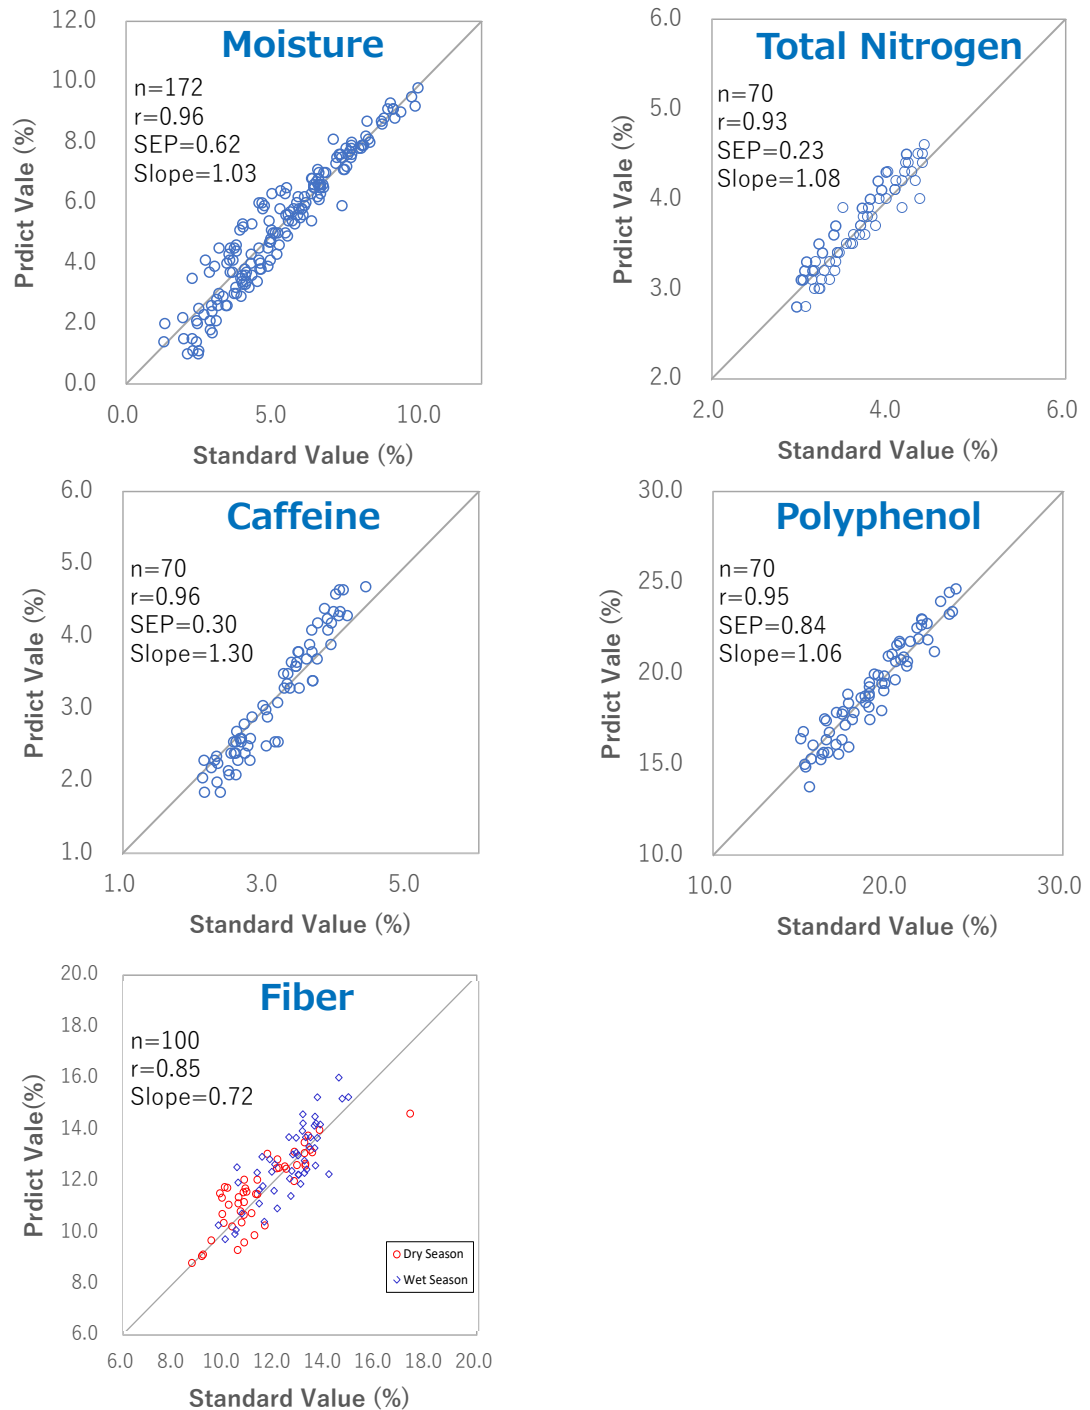 Moisture
n=172
r=0.96
SEP=0.62
Slope=1.03
Prdict Vale (%)
12.0
10.0
8.0
6.0
4.0
2.0
0.0
0.0 5.0 10.0
Standard Value (%)
Total Nitrogen
n=70
r=0.93
SEP=0.23
Slope=1.08
Prdict Vale (%)
6.0
5.0
4.0
3.0
2.0
2.0 4.0 6.0
Standard Value (%)
Caffeine
n=70
r=0.96
SEP=0.30
Slope=1.30
Prdict Vale (%)
6.0
5.0
4.0
3.0
2.0
1.0
1.0 3.0 5.0
Standard Value (%)
Polyphenol
n=70
r=0.95
SEP=0.84
Slope=1.06
Prdict Vale (%)
30.0
25.0
20.0
15.0
10.0
10.0 20.0 30.0
Standard Value (%)
Fiber
n=100
r=0.85
Slope=0.72
Prdict Vale(%)
20.0
18.0
16.0
14.0
12.0
10.0
8.0
6.0
Dry Season
Wet Season
6.0 8.0 10.0 12.0 14.0 16.0 18.0 20.0
Standard Value (%)